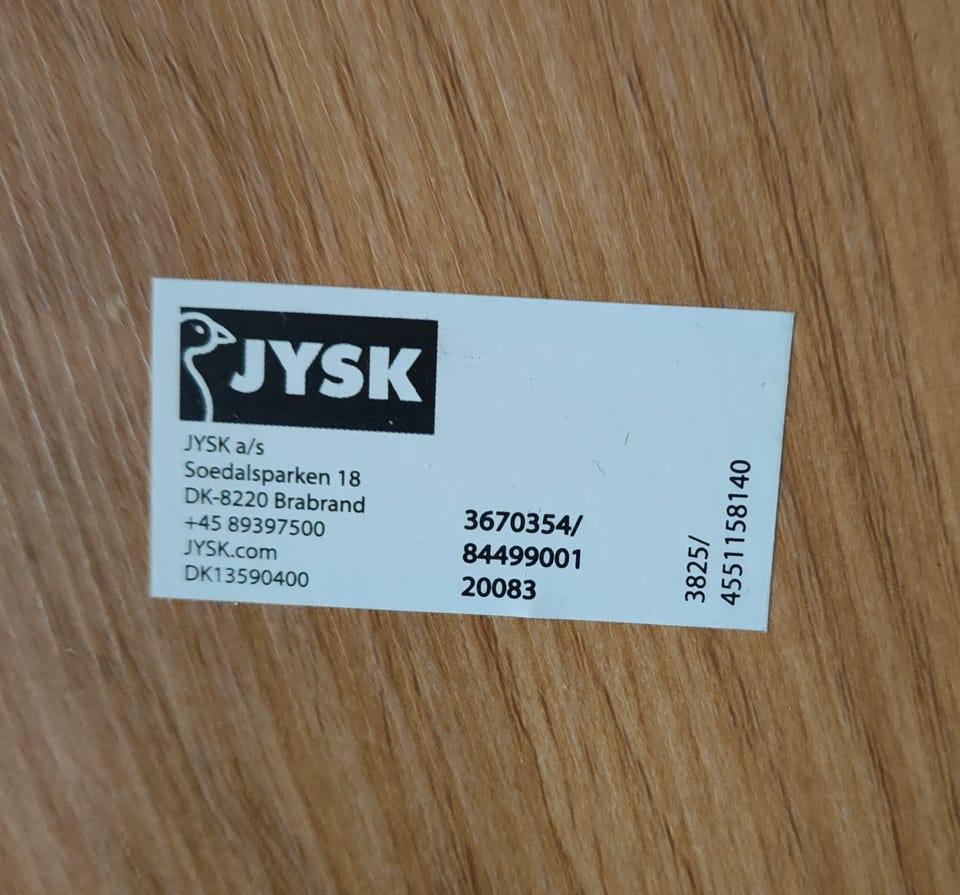 JYSK
JYSK a/s
Soedalsparken 18
DK-8220 Brabrand
+45 89397500
JYSK.com
DK13590400
3670354/
84499001
20083
3825/
4551158140